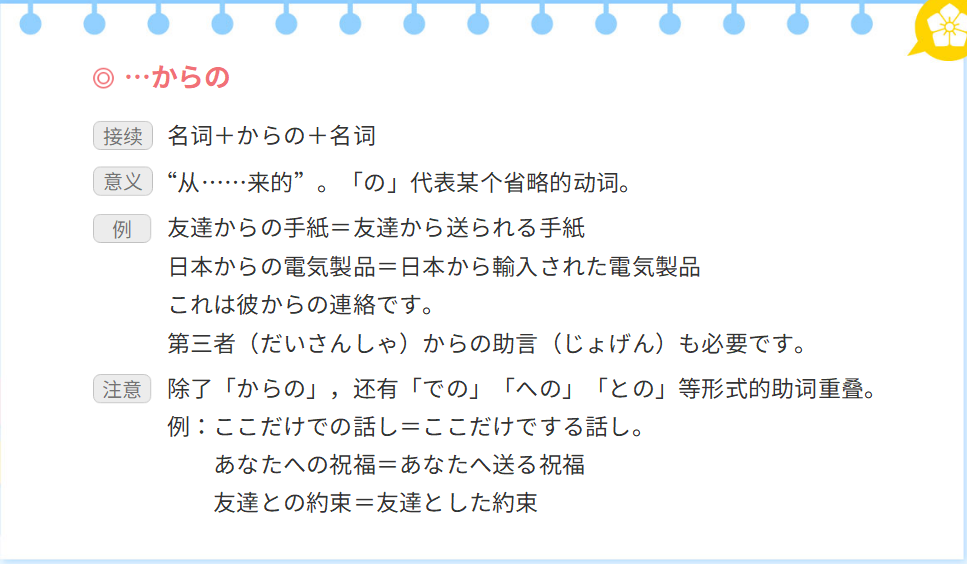 ◎ …からの
接续 名词＋からの＋名词
意义 “从……来的”。「の」代表某个省略的动词。
例 友達からの手紙＝友達から送られる手紙
日本からの電気製品＝日本から輸入された電気製品
これは彼からの連絡です。
第三者（だいさんしゃ）からの助言（じょげん）も必要です。
注意 除了「からの」，还有「での」「への」「との」等形式的助词重叠。
例：ここだけでの話し＝ここだけでする話し。
あなたへの祝福＝あなたへ送る祝福
友達との約束＝友達とした約束